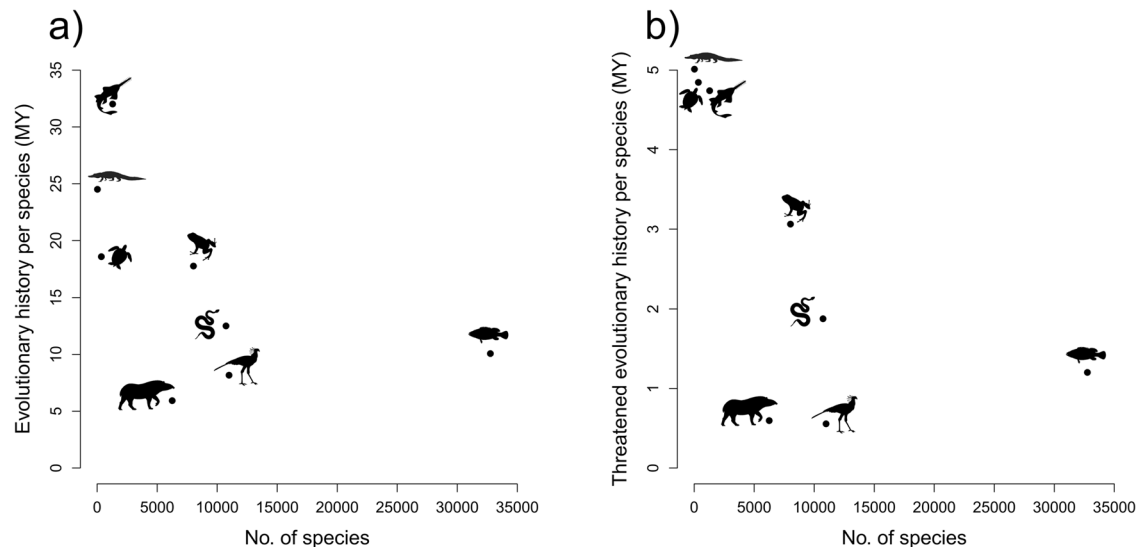 a)
Evolutionary history per species (MY)
35
30
25
20
15
10
5
0
0 5000 10000 15000 20000 25000 30000 35000
No. of species
b)
Threatened evolutionary history per species (MY)
5
4
3
2
1
0
0 5000 10000 15000 20000 25000 30000 35000
No. of species